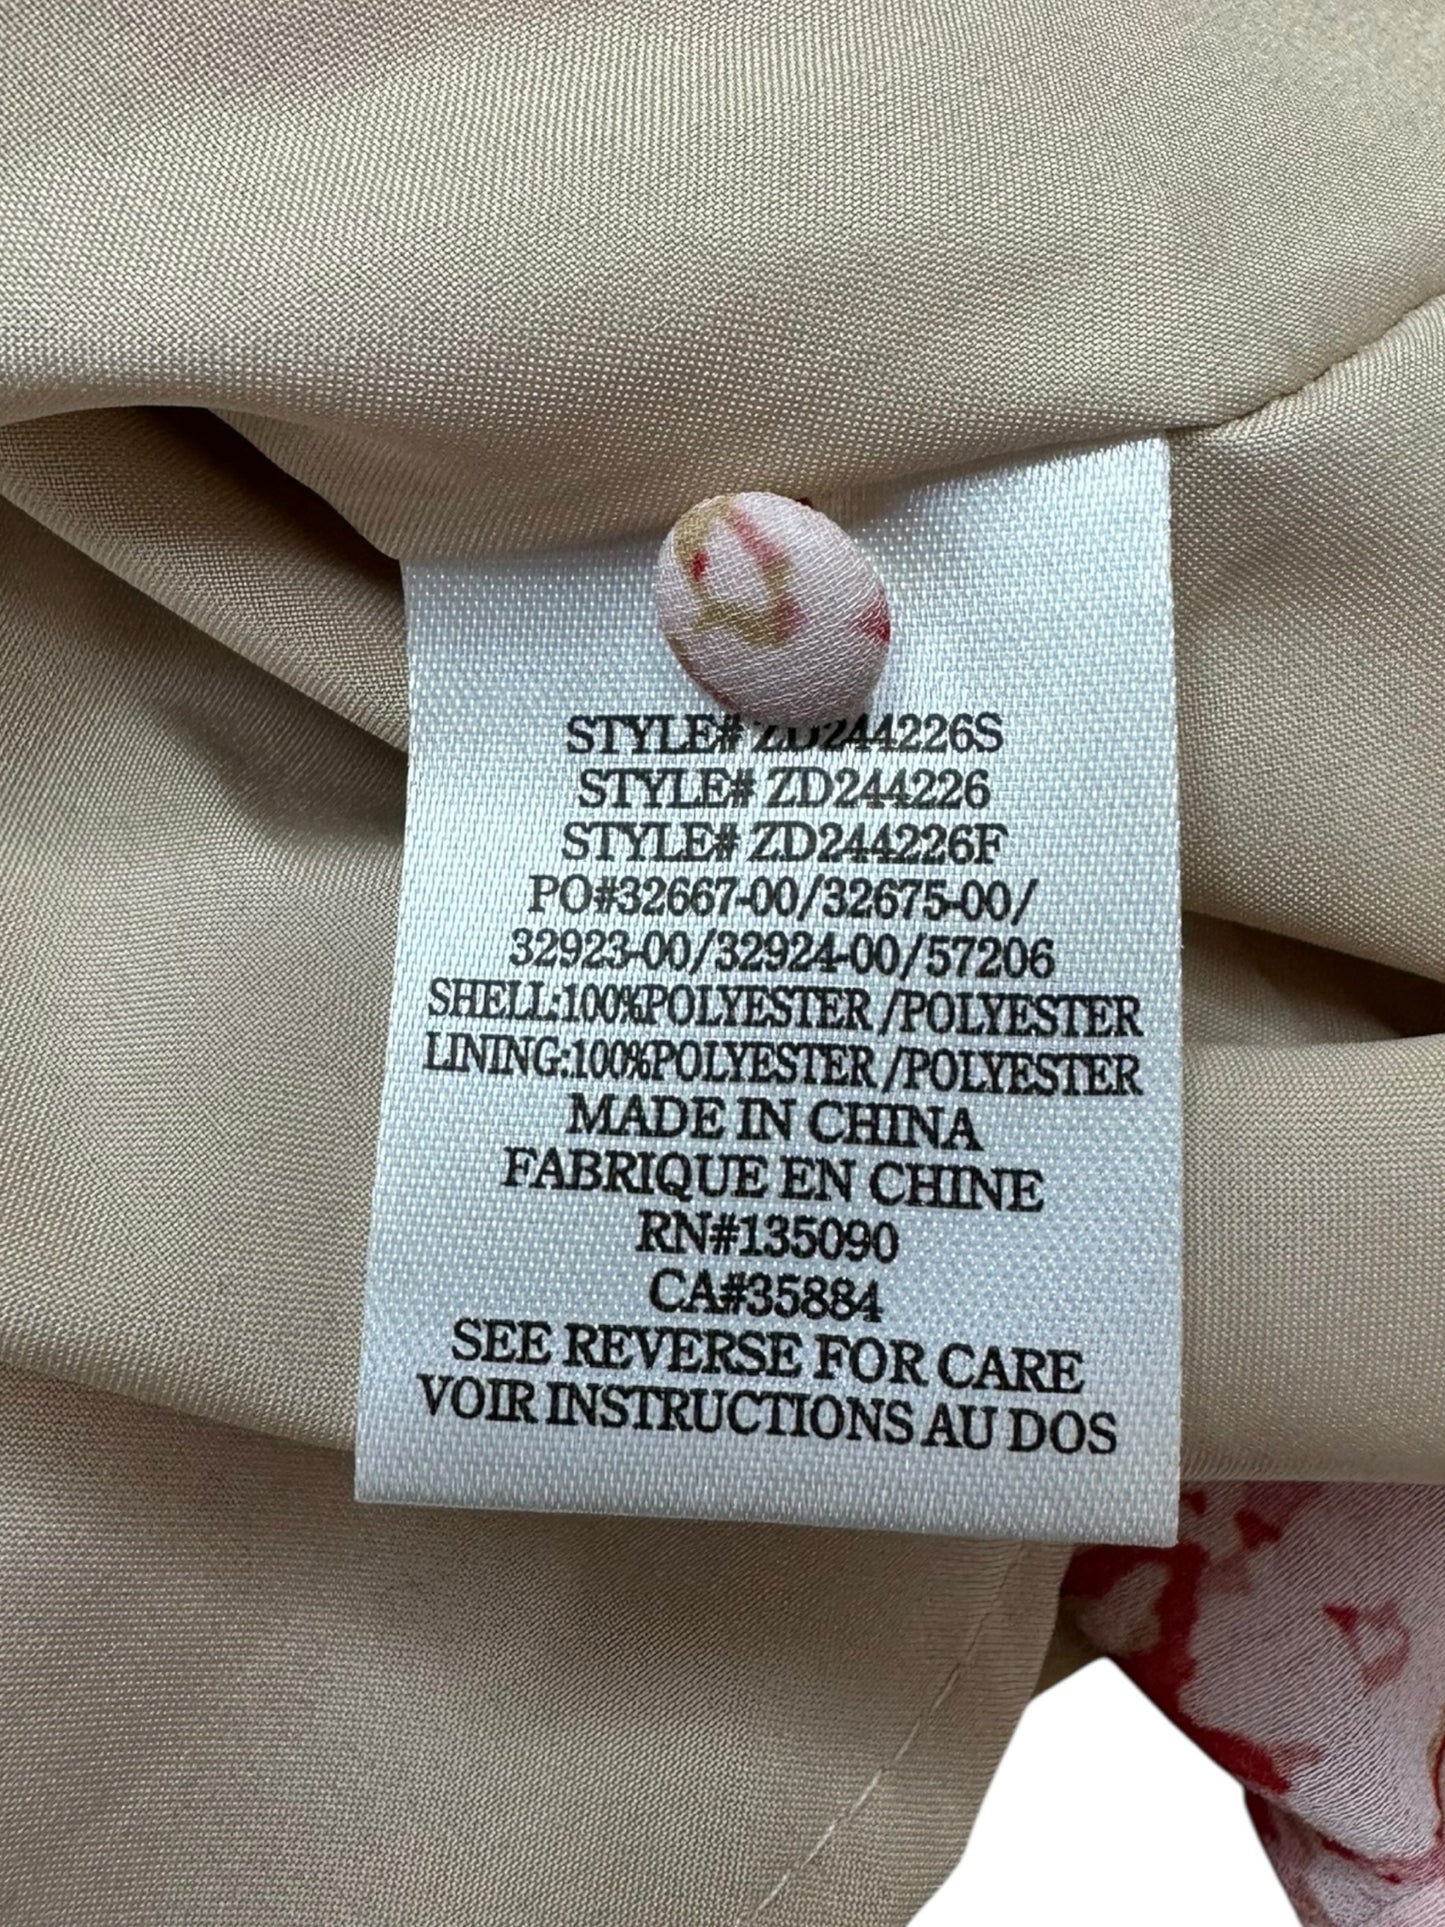 STYLE# ZD244226S
STYLE# ZD244226
STYLE# ZD244226F
PO#32667-00/32675-00/
32923-00/32924-00/57206
SHELL:100%POLYESTER /POLYESTER
LINING:100%POLYESTER /POLYESTER
MADE IN CHINA
FABRIQUE EN CHINE
RN#135090
CA#35884
SEE REVERSE FOR CARE
VOIR INSTRUCTIONS AU DOS